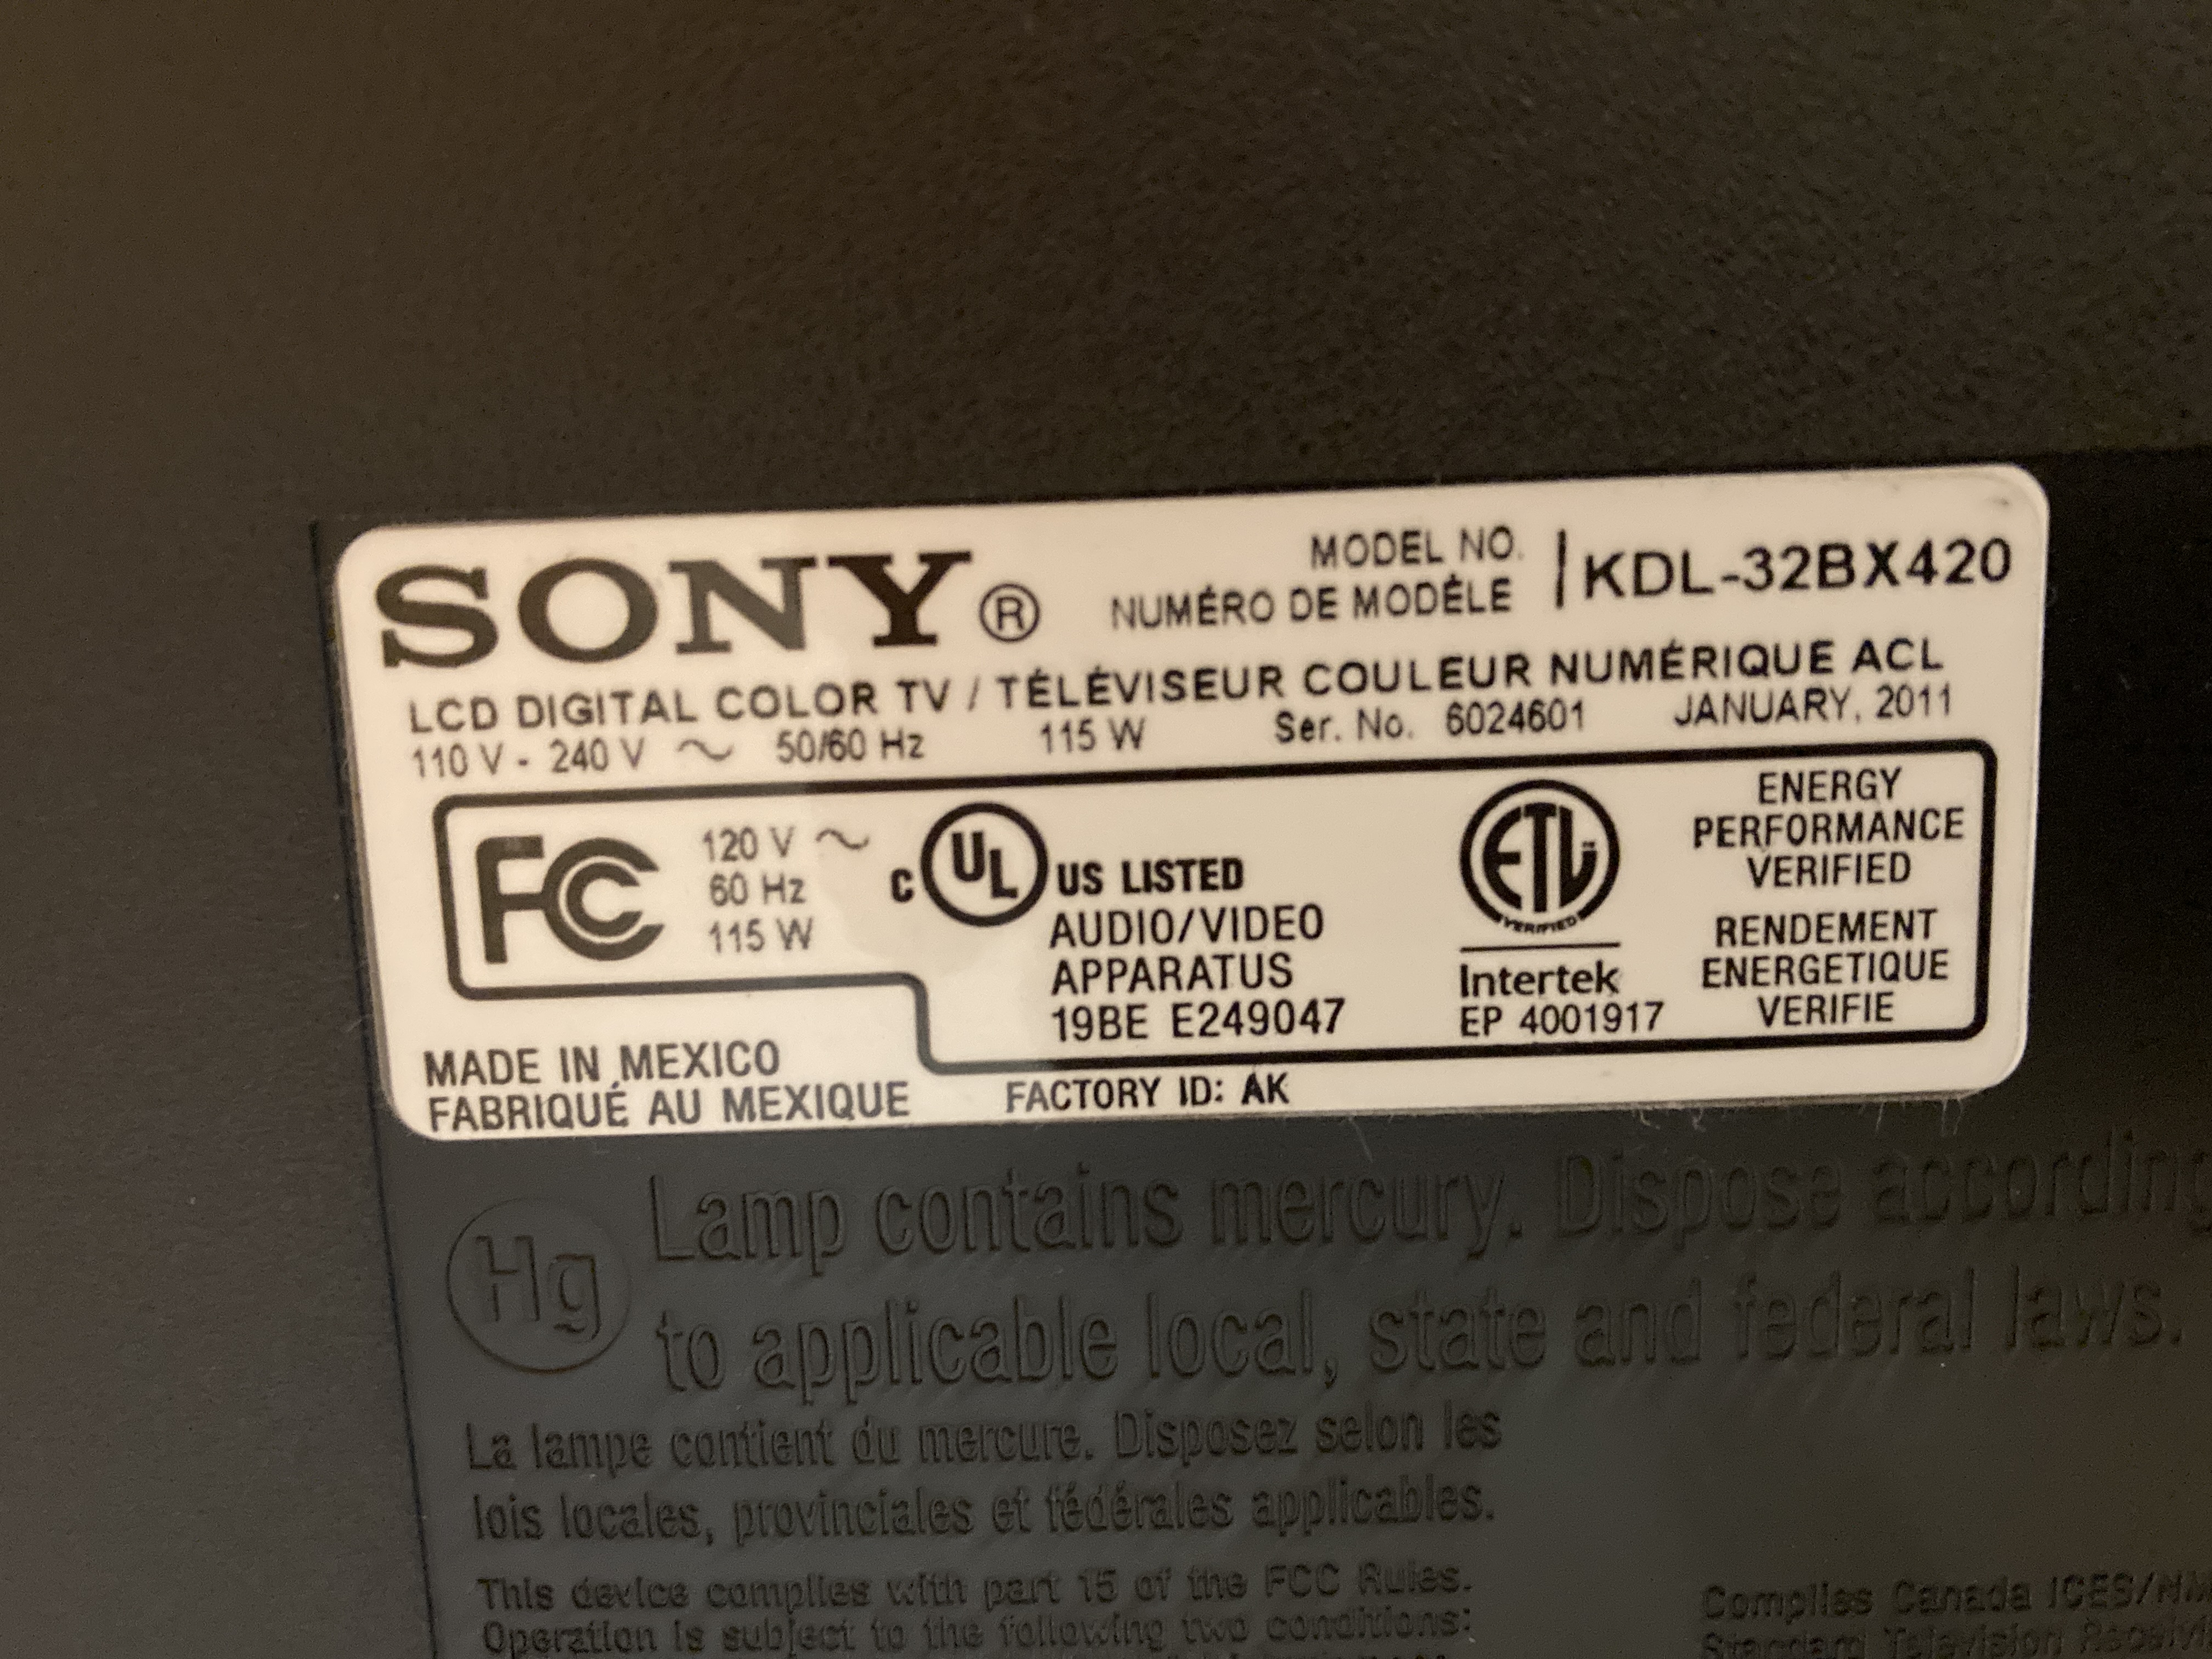 SONY®
MODEL NO.
NUMÉRO DE MODÈLE
KDL-32BX420
LCD DIGITAL COLOR TV / TÉLÉVISEUR COULEUR NUMÉRIQUE ACL
110 V - 240 V ~ 50/60 Hz 115 W Ser. No. 6024601 JANUARY, 2011
FC
120 V ~
60 Hz
115 W
C UL US LISTED
AUDIO/VIDEO
APPARATUS
19BE E249047
ETL
VERIFIED
Intertek
EP 4001917
ENERGY
PERFORMANCE
VERIFIED
RENDEMENT
ENERGETIQUE
VERIFIE
MADE IN MEXICO
FABRIQUÉ AU MEXIQUE
FACTORY ID: AK
Hg
Lamp contains mercury. Dispose according
to applicable local, state and federal laws.
La lampe contient du mercure. Disposez selon les
lois locales, provinciales et fédérales applicables.
This device complies with part 15 of the FCC Rules.
Operation is subject to the following two conditions:
Complies Canada ICES/NM
Standard Television